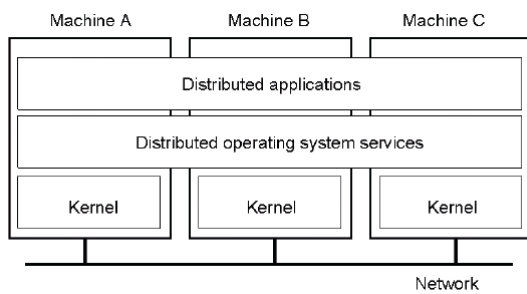 Machine A
Machine B
Machine C
Distributed applications
Distributed operating system services
Kernel
Kernel
Kernel
Network